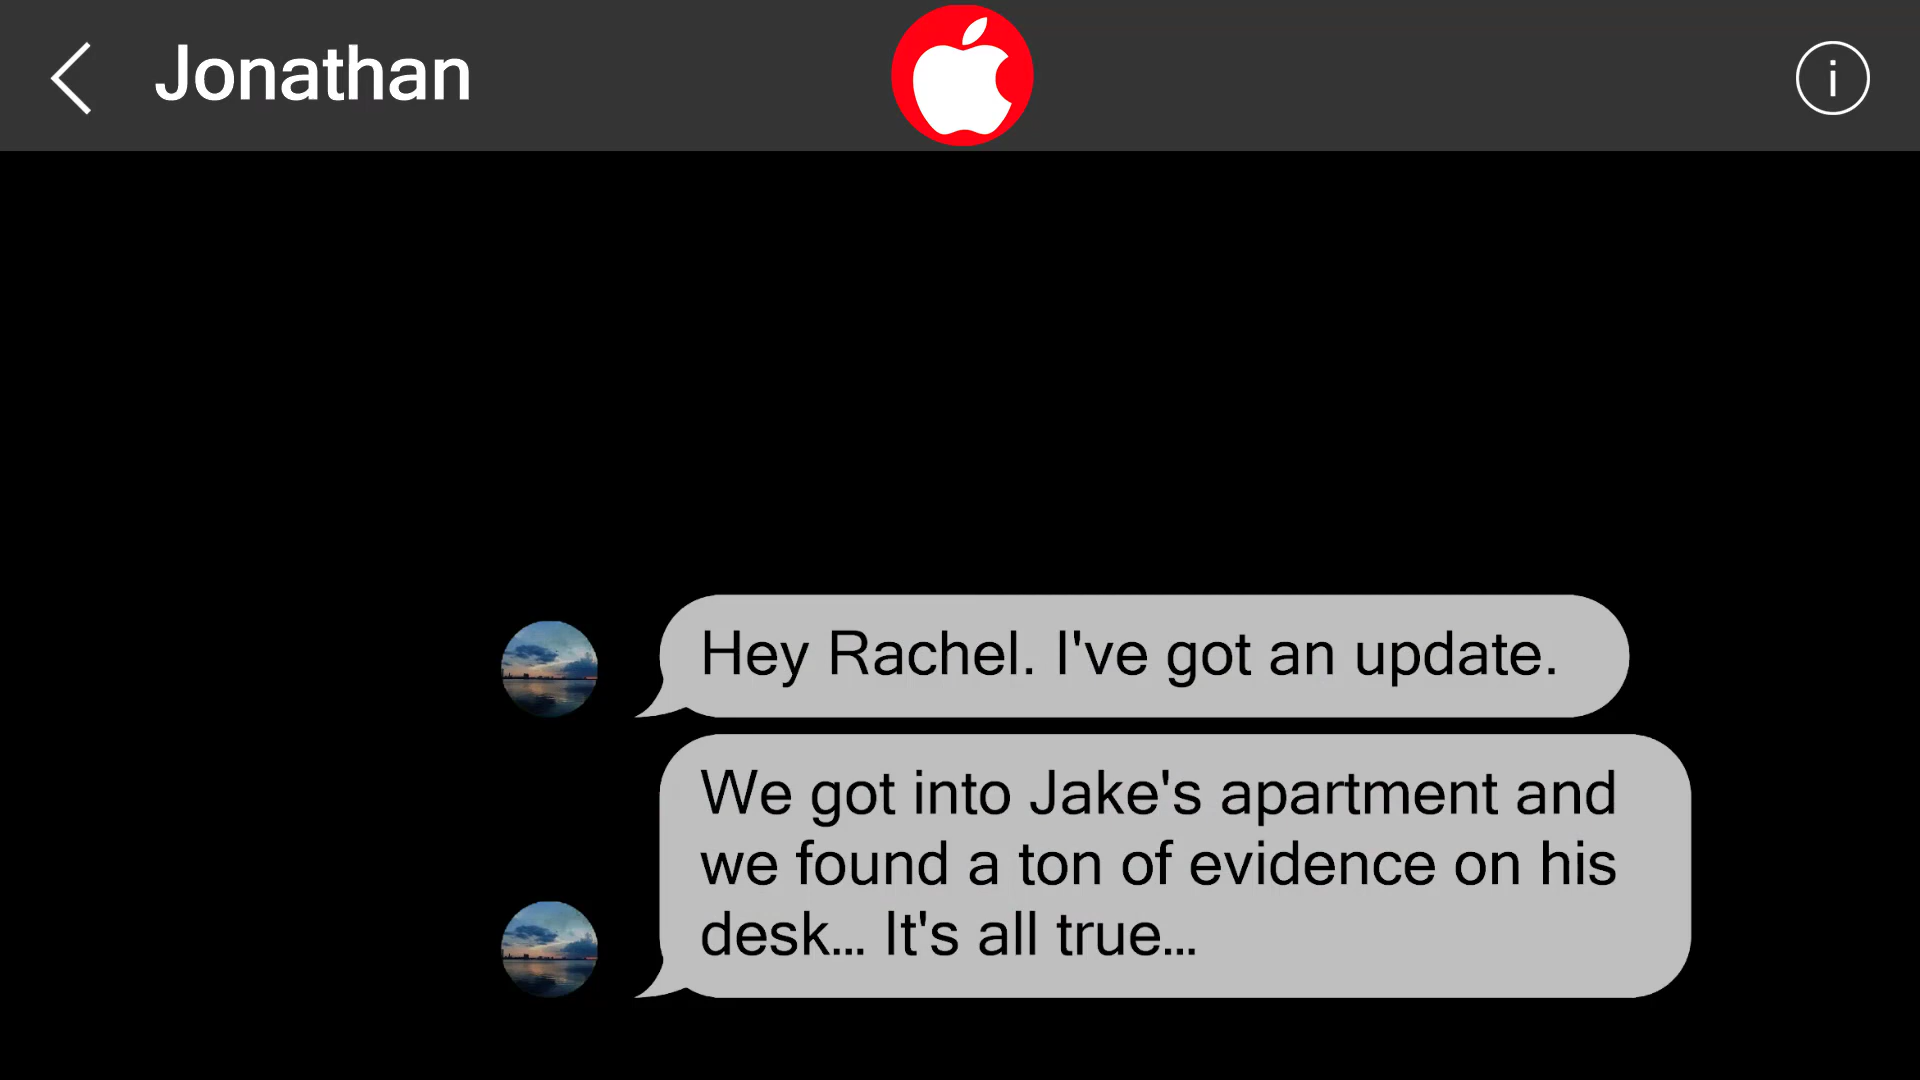 Jonathan
i
Hey Rachel. I've got an update.
We got into Jake's apartment and
we found a ton of evidence on his
desk... It's all true...